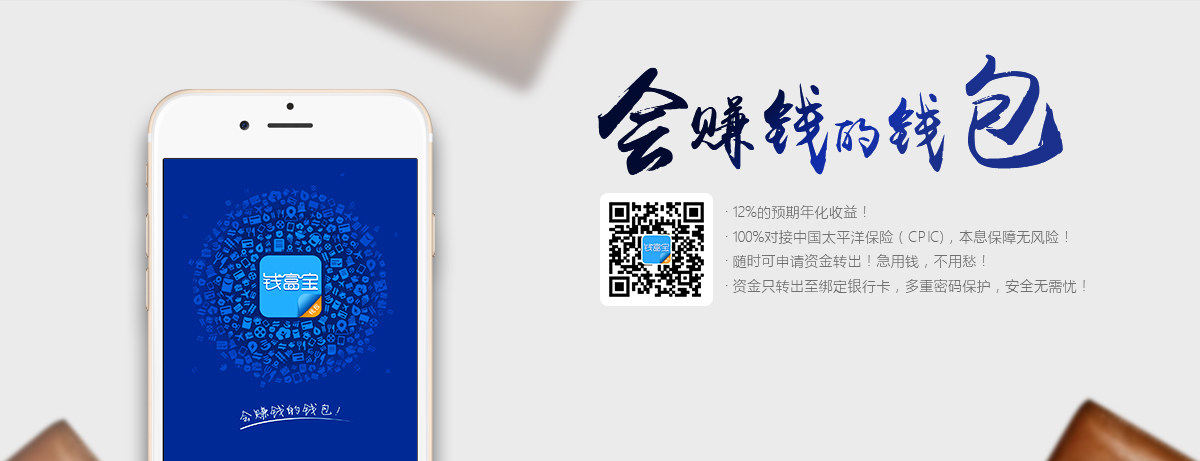 会赚钱的钱包
钱富宝
· 12%的预期年化收益！
· 100%对接中国太平洋保险（CPIC），本息保障无风险！
· 随时可申请资金转出！急用钱，不用愁！
· 资金只转出至绑定银行卡，多重密码保护，安全无需忧！
钱富宝
会赚钱的钱包！